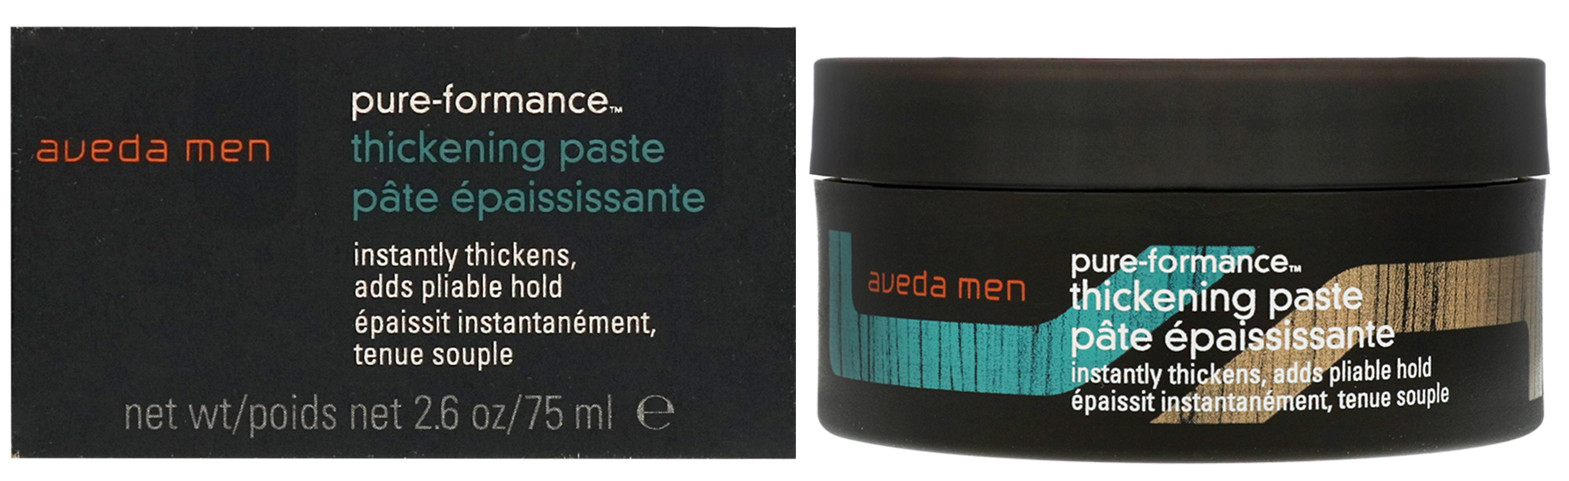 aveda men
pure-formance™
thickening paste
pâte épaississante
instantly thickens,
adds pliable hold
épaissit instantanément,
tenue souple
net wt/poids net 2.6 oz/75 ml ℮
aveda men
pure-formance™
thickening paste
pâte épaississante
instantly thickens, adds pliable hold
épaissit instantanément, tenue souple